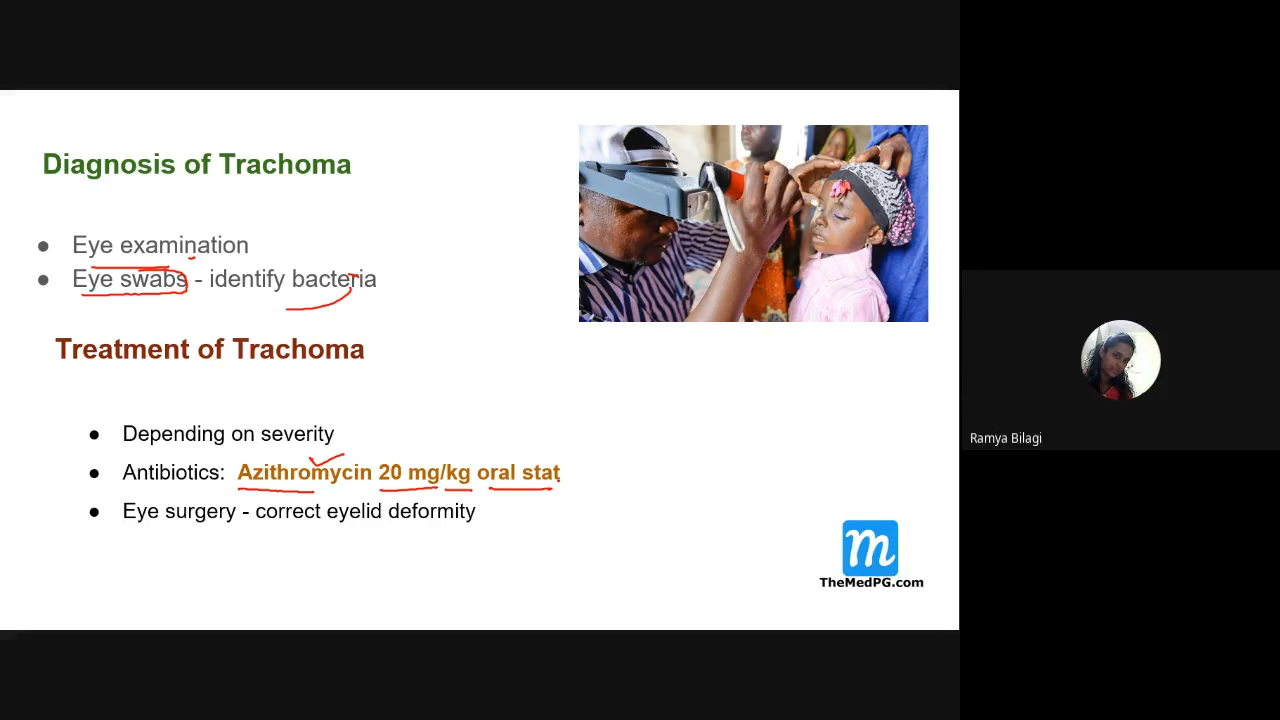 Diagnosis of Trachoma
● Eye examination
● Eye swabs - identify bacteria
Treatment of Trachoma
● Depending on severity
● Antibiotics: Azithromycin 20 mg/kg oral stat
● Eye surgery - correct eyelid deformity
m
TheMedPG.com
Ramya Bilagi